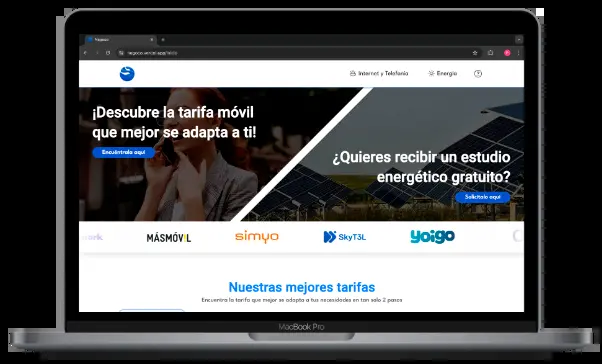 Internet y Telefonía
Energía
¡Descubre la tarifa móvil
que mejor se adapta a ti!
Encuéntrala aquí
¿Quieres recibir un estudio
energético gratuito?
Solicítalo aquí
MÁSMÓVIL
simyo
SkyT3L
yoigo
Nuestras mejores tarifas
Encuentra la tarifa que mejor se adapta a tus necesidades en tan solo 2 pasos
MacBook Pro